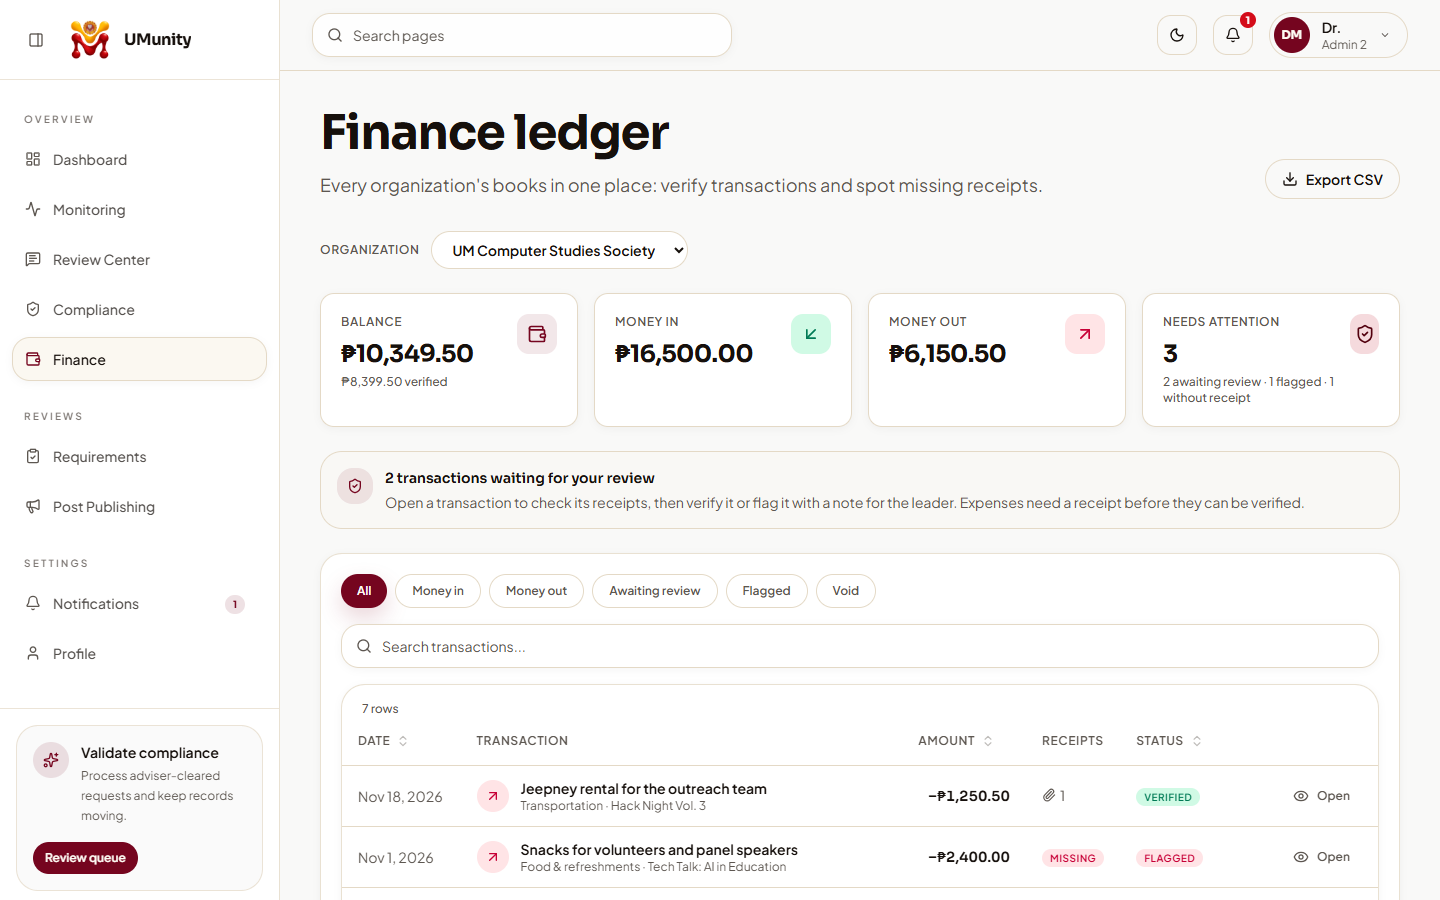 UMunity
Search pages
1
DM
Dr.
Admin 2
OVERVIEW
Dashboard
Monitoring
Review Center
Compliance
Finance
REVIEWS
Requirements
Post Publishing
SETTINGS
Notifications
1
Profile
Validate compliance
Process adviser-cleared
requests and keep records
moving.
Review queue
Finance ledger
Every organization's books in one place: verify transactions and spot missing receipts.
Export CSV
ORGANIZATION
UM Computer Studies Society
BALANCE
₱10,349.50
₱8,399.50 verified
MONEY IN
₱16,500.00
MONEY OUT
₱6,150.50
NEEDS ATTENTION
3
2 awaiting review · 1 flagged · 1
without receipt
2 transactions waiting for your review
Open a transaction to check its receipts, then verify it or flag it with a note for the leader. Expenses need a receipt before they can be verified.
All
Money in
Money out
Awaiting review
Flagged
Void
Search transactions...
7 rows
DATE TRANSACTION AMOUNT RECEIPTS STATUS
Nov 18, 2026
Jeepney rental for the outreach team
Transportation · Hack Night Vol. 3
−₱1,250.50
1
VERIFIED
Open
Nov 1, 2026
Snacks for volunteers and panel speakers
Food & refreshments · Tech Talk: AI in Education
−₱2,400.00
MISSING
FLAGGED
Open